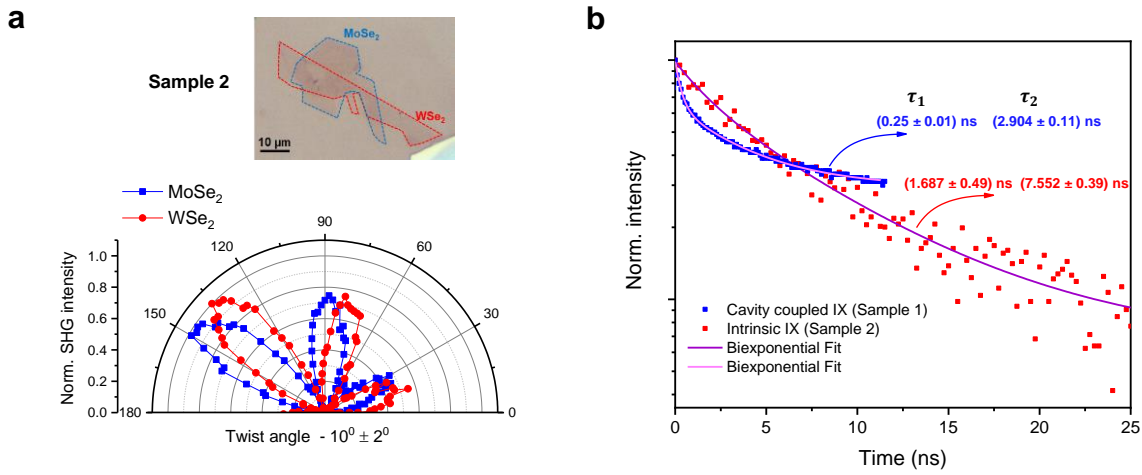 a
Sample 2
MoSe2
WSe2
10 µm
MoSe2
WSe2
Norm. SHG intensity
1.0
0.8
0.6
0.4
0.2
0.0
180
150
120
90
60
30
0
Twist angle - 10⁰ ± 2⁰
b
Norm. intensity
τ1 τ2
(0.25 ± 0.01) ns (2.904 ± 0.11) ns
(1.687 ± 0.49) ns (7.552 ± 0.39) ns
Cavity coupled IX (Sample 1)
Intrinsic IX (Sample 2)
Biexponential Fit
Biexponential Fit
0 5 10 15 20 25
Time (ns)